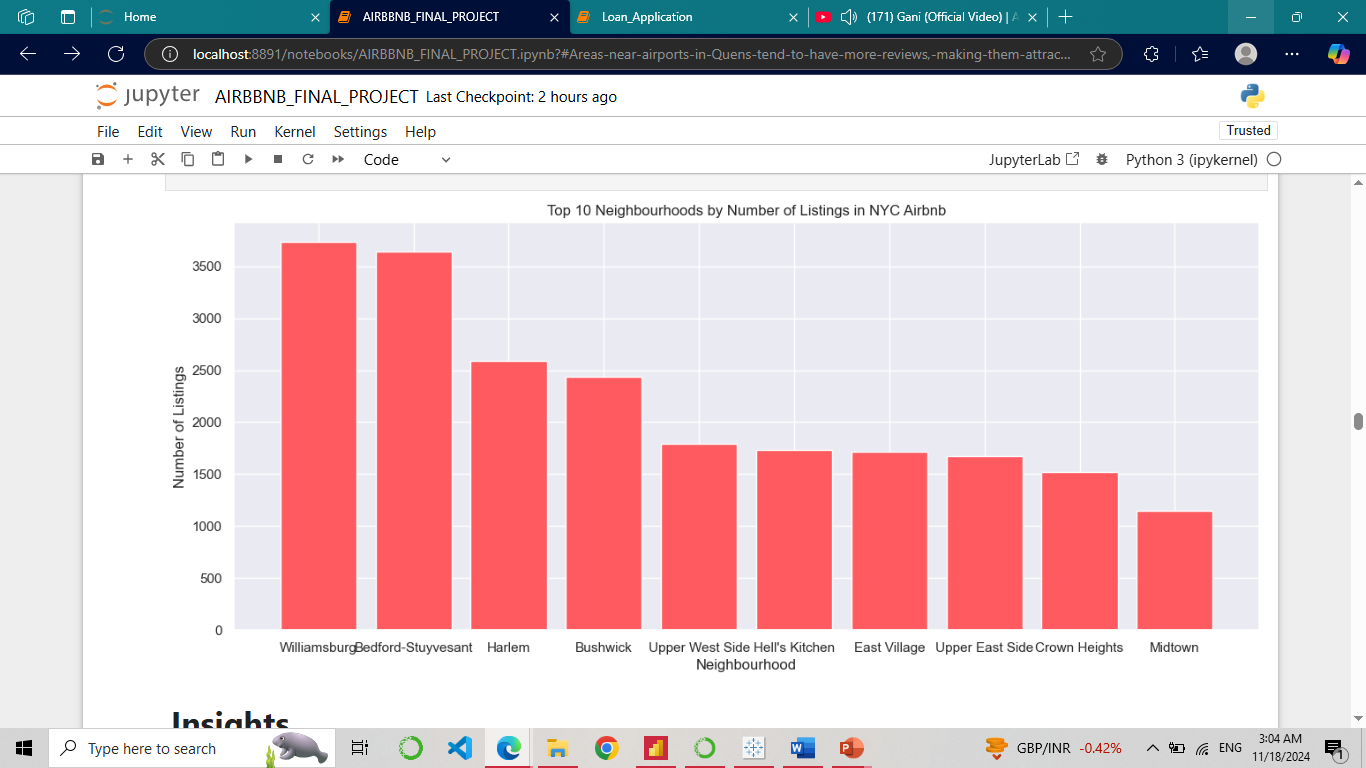 Home
AIRBBNB_FINAL_PROJECT
Loan_Application
(171) Gani (Official Video) |
localhost:8891/notebooks/AIRBBNB_FINAL_PROJECT.ipynb?#Areas-near-airports-in-Quens-tend-to-have-more-reviews,-making-them-attrac...
jupyter AIRBBNB_FINAL_PROJECT Last Checkpoint: 2 hours ago
File Edit View Run Kernel Settings Help
Trusted
Code
JupyterLab
Python 3 (ipykernel)
Top 10 Neighbourhoods by Number of Listings in NYC Airbnb
Number of Listings
3500
3000
2500
2000
1500
1000
500
0
Williamsburg Bedford-Stuyvesant Harlem Bushwick Upper West Side Hell's Kitchen East Village Upper East Side Crown Heights Midtown
Neighbourhood
Insights
Type here to search
GBP/INR -0.42%
ENG
3:04 AM
11/18/2024
1